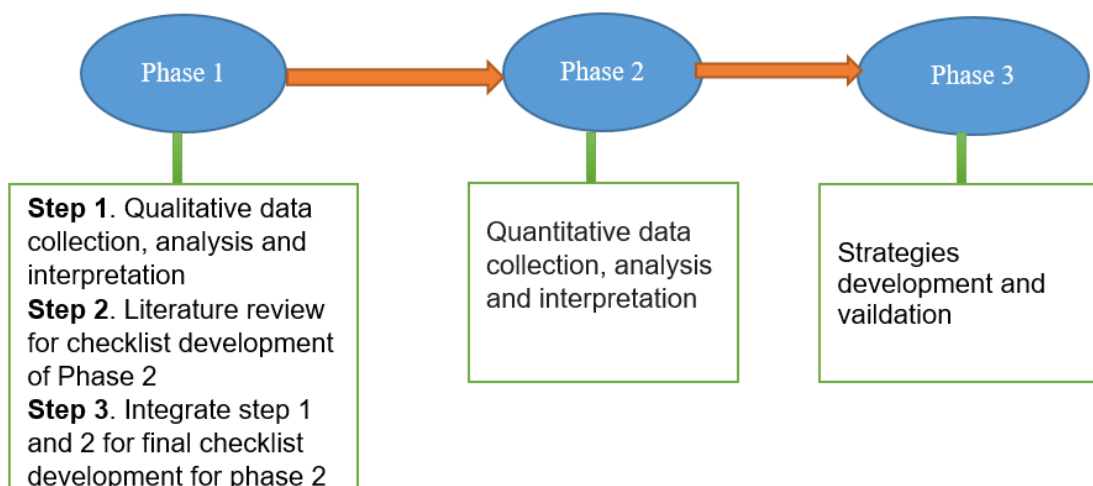 Phase 1
Phase 2
Phase 3
Step 1. Qualitative data
collection, analysis and
interpretation
Step 2. Literature review
for checklist development
of Phase 2
Step 3. Integrate step 1
and 2 for final checklist
development for phase 2
Quantitative data
collection, analysis
and interpretation
Strategies
development and
vaildation